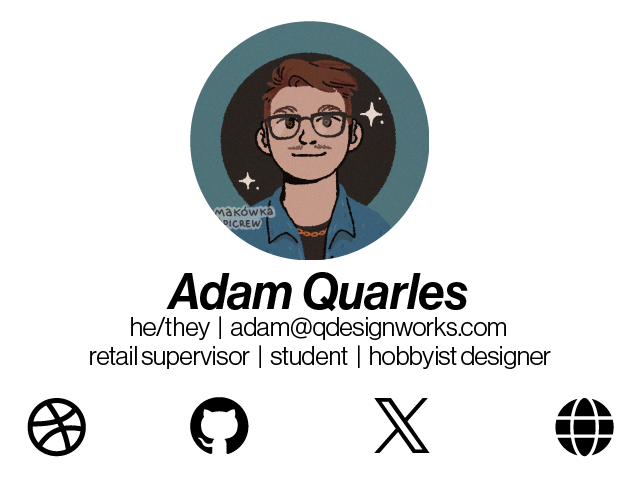 makówka
PICREW
Adam Quarles
he/they | adam@qdesignworks.com
retail supervisor | student | hobbyist designer